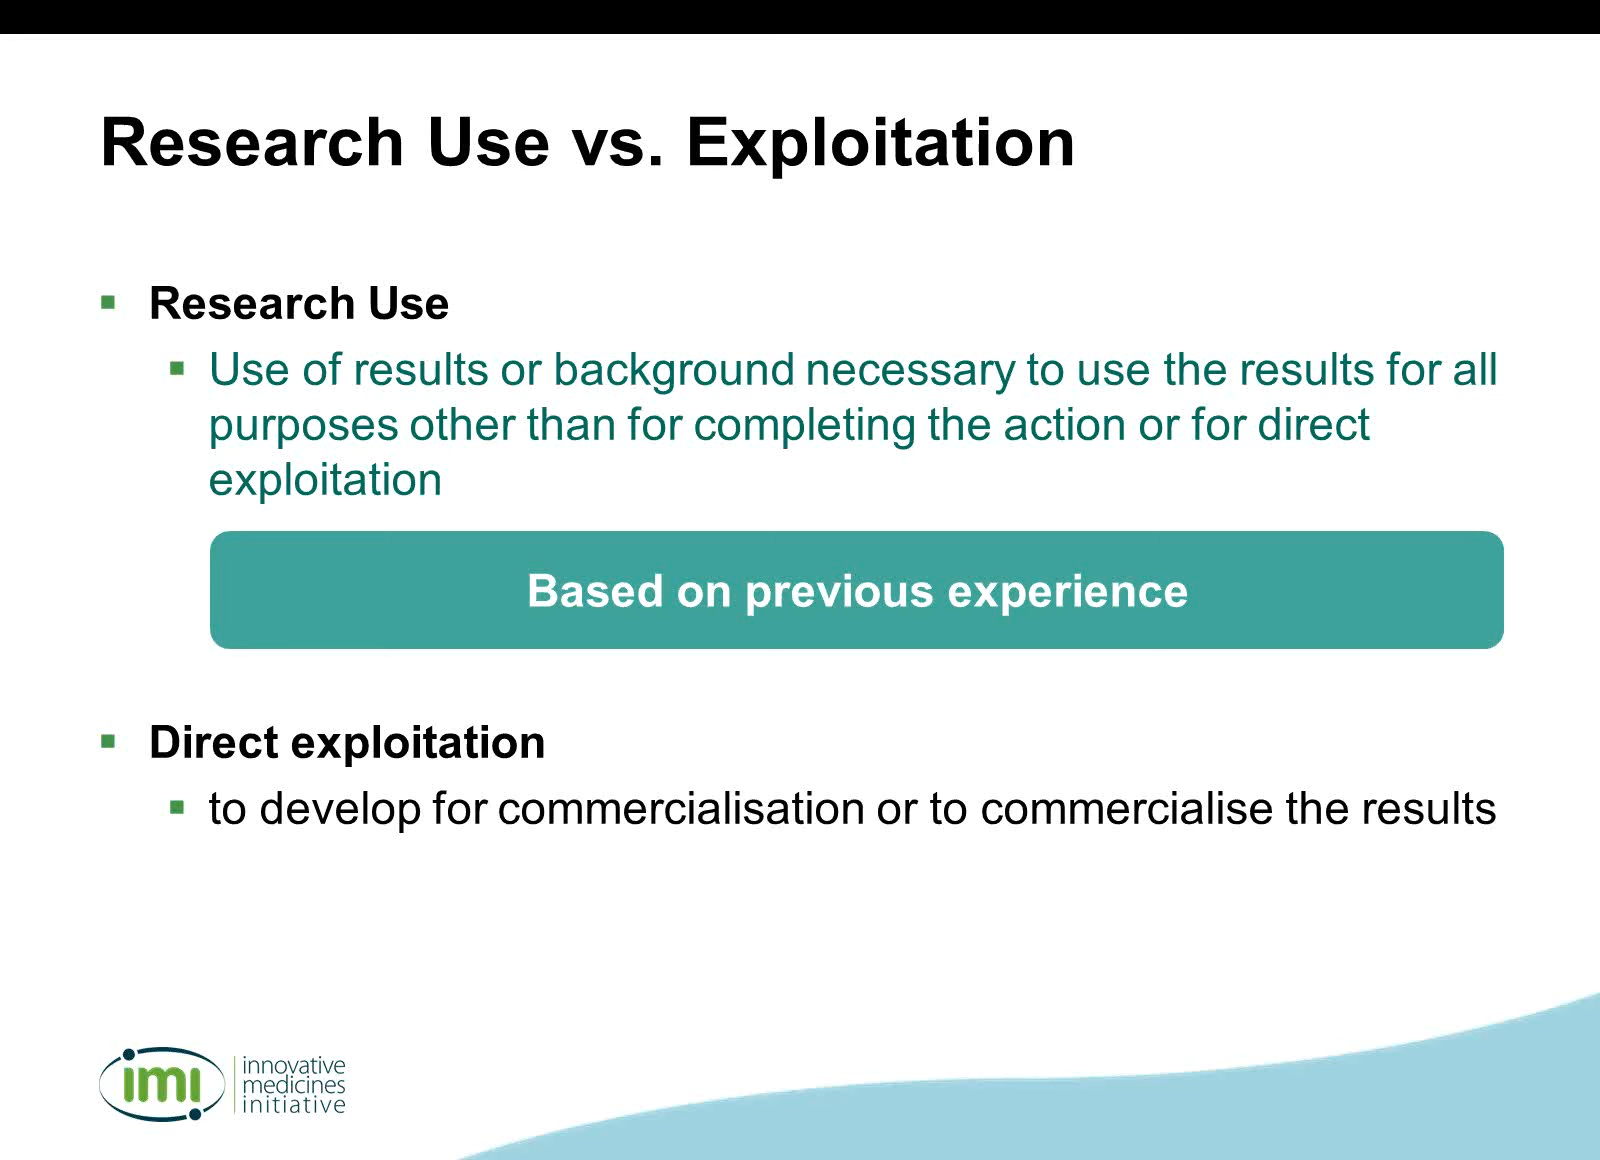 Research Use vs. Exploitation
Research Use
Use of results or background necessary to use the results for all
purposes other than for completing the action or for direct
exploitation
Based on previous experience
Direct exploitation
to develop for commercialisation or to commercialise the results
imi
innovative
medicines
initiative